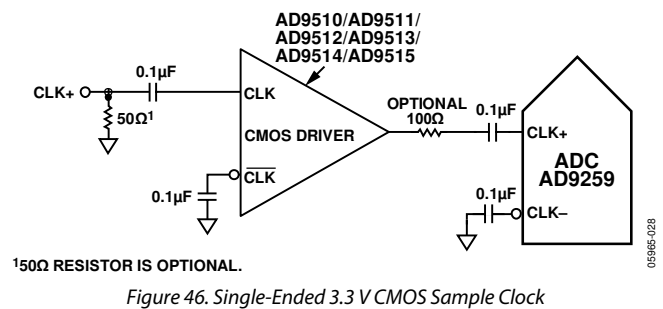 AD9510/AD9511/
AD9512/AD9513/
AD9514/AD9515
0.1µF
CLK+
50Ω¹
CLK
CMOS DRIVER
CLK
0.1µF
OPTIONAL
100Ω
0.1µF
CLK+
ADC
AD9259
0.1µF
CLK–
05965-028
¹50Ω RESISTOR IS OPTIONAL.
Figure 46. Single-Ended 3.3 V CMOS Sample Clock